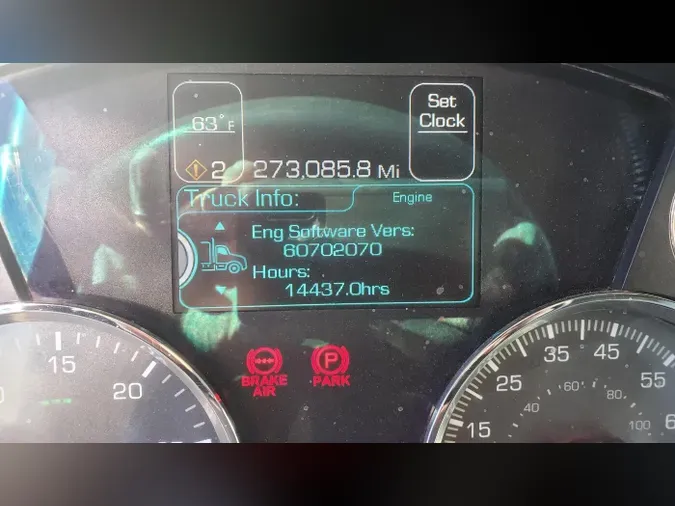 63°F
Set
Clock
2
273,085.8 Mi
Truck Info:
Engine
Eng Software Vers:
60702070
Hours:
14437.0hrs
BRAKE
AIR
P
PARK
15
20
15
25
35
45
55
40
60
80
100